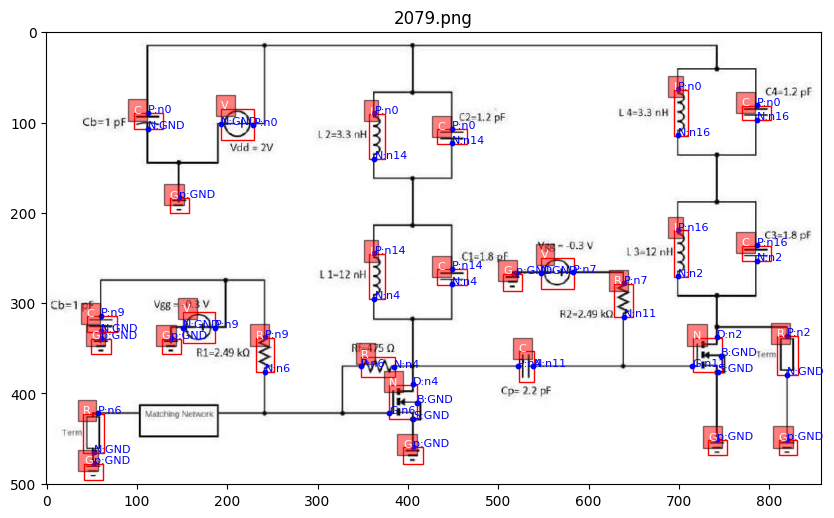 2079.png
0
100
200
300
400
500
0 100 200 300 400 500 600 700 800
C P:n0
N:GND
Cb=1 pF
V
N:GND P:n0
Vdd = 2V
G p:GND
L P:n0
N:n14
L 2=3.3 nH
C2=1.2 pF
C P:n0
N:n14
L P:n14
N:n4
L 1=12 nH
C1=1.8 pF
C P:n14
N:n4
L P:n0
N:n16
L 4=3.3 nH
C4=1.2 pF
C P:n0
N:n16
L P:n16
N:n2
L 3=12 nH
C3=1.8 pF
C P:n16
N:n2
Vgg = -0.3 V
G p:GND
V
N:GND P:n7
R P:n7
N:n11
R2=2.49 kΩ
Cb=1 pF
C P:n9
N:GND
G p:GND
Vgg = -0.3 V
V
N:GND P:n9
G p:GND
R1=2.49 kΩ
R P:n9
N:n6
R P:n6
N:GND
Term
G p:GND
Matching Network
R
P:n6 N:n4
N D:n4
G:n6
B:GND
S:GND
G p:GND
C
P:n4 N:n11
Cp= 2.2 pF
N D:n2
G:n11
B:GND
S:GND
G p:GND
R P:n2
N:GND
Term
G p:GND